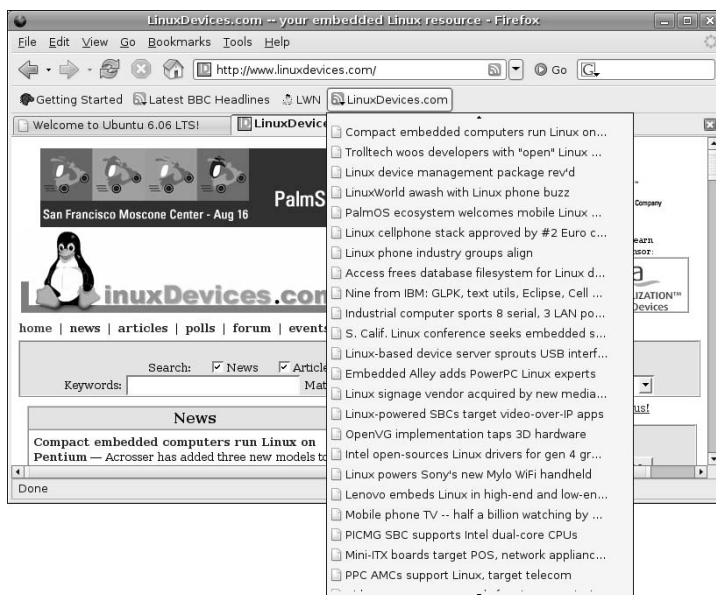 LinuxDevices.com -- your embedded Linux resource - Firefox
File Edit View Go Bookmarks Tools Help
http://www.linuxdevices.com/ Go
Getting Started Latest BBC Headlines LWN LinuxDevices.com
Welcome to Ubuntu 6.06 LTS! LinuxDevice
San Francisco Moscone Center - Aug 16
PalmS
Company
earn
sor:
inuxDevices.com
IZATION™
Devices
home | news | articles | polls | forum | events
Search: News Article
Keywords: Mat
us!
News
Compact embedded computers run Linux on
Pentium — Acrosser has added three new models to
Done
Compact embedded computers run Linux on...
Trolltech woos developers with "open" Linux ...
Linux device management package rev'd
LinuxWorld awash with Linux phone buzz
PalmOS ecosystem welcomes mobile Linux ...
Linux cellphone stack approved by #2 Euro c...
Linux phone industry groups align
Access frees database filesystem for Linux d...
Nine from IBM: GLPK, text utils, Eclipse, Cell ...
Industrial computer sports 8 serial, 3 LAN po...
S. Calif. Linux conference seeks embedded s...
Linux-based device server sprouts USB interf...
Embedded Alley adds PowerPC Linux experts
Linux signage vendor acquired by new media...
Linux-powered SBCs target video-over-IP apps
OpenVG implementation taps 3D hardware
Intel open-sources Linux drivers for gen 4 gr...
Linux powers Sony's new Mylo WiFi handheld
Lenovo embeds Linux in high-end and low-en...
Mobile phone TV -- half a billion watching by ...
PICMG SBC supports Intel dual-core CPUs
Mini-ITX boards target POS, network applianc...
PPC AMCs support Linux, target telecom